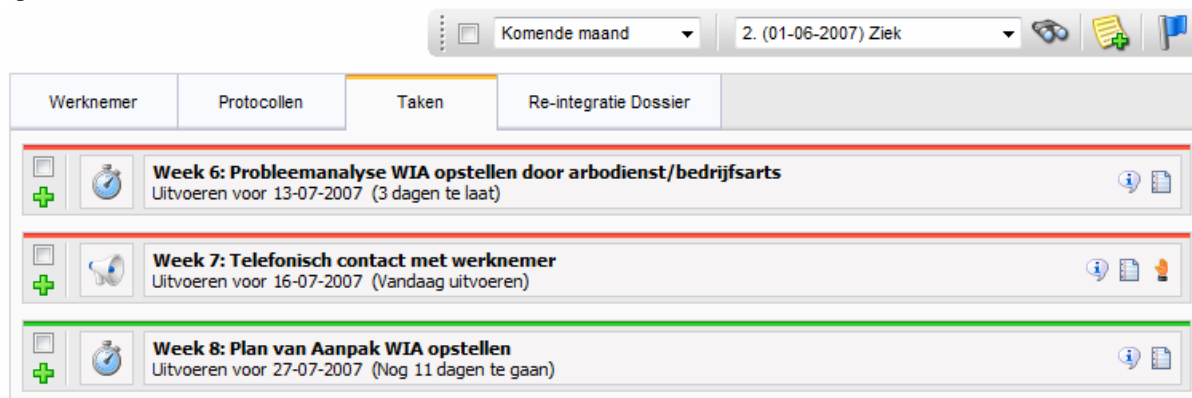 Komende maand 2. (01-06-2007) Ziek
Werknemer Protocollen Taken Re-integratie Dossier
Week 6: Probleemanalyse WIA opstellen door arbodienst/bedrijfsarts
Uitvoeren voor 13-07-2007 (3 dagen te laat)
Week 7: Telefonisch contact met werknemer
Uitvoeren voor 16-07-2007 (Vandaag uitvoeren)
Week 8: Plan van Aanpak WIA opstellen
Uitvoeren voor 27-07-2007 (Nog 11 dagen te gaan)